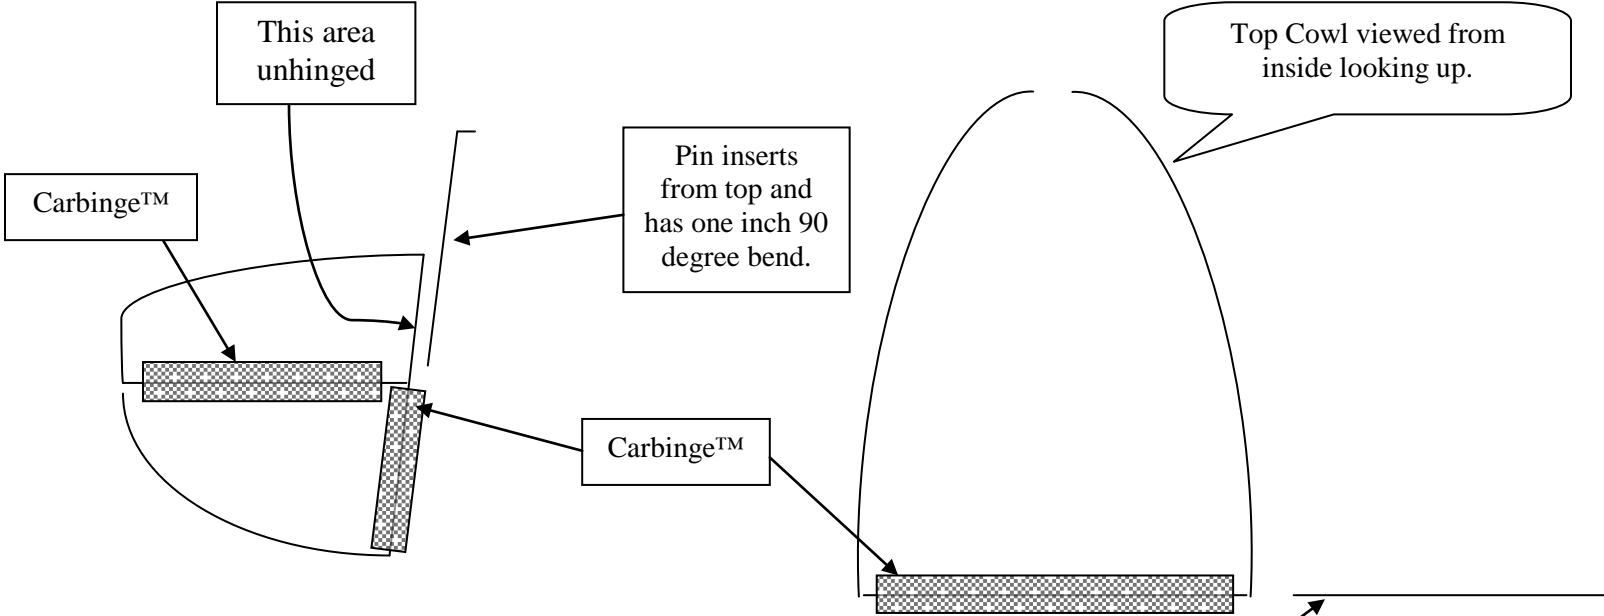 This area
unhinged
Top Cowl viewed from
inside looking up.
Pin inserts
from top and
has one inch 90
degree bend.
Carbinge™
Carbinge™